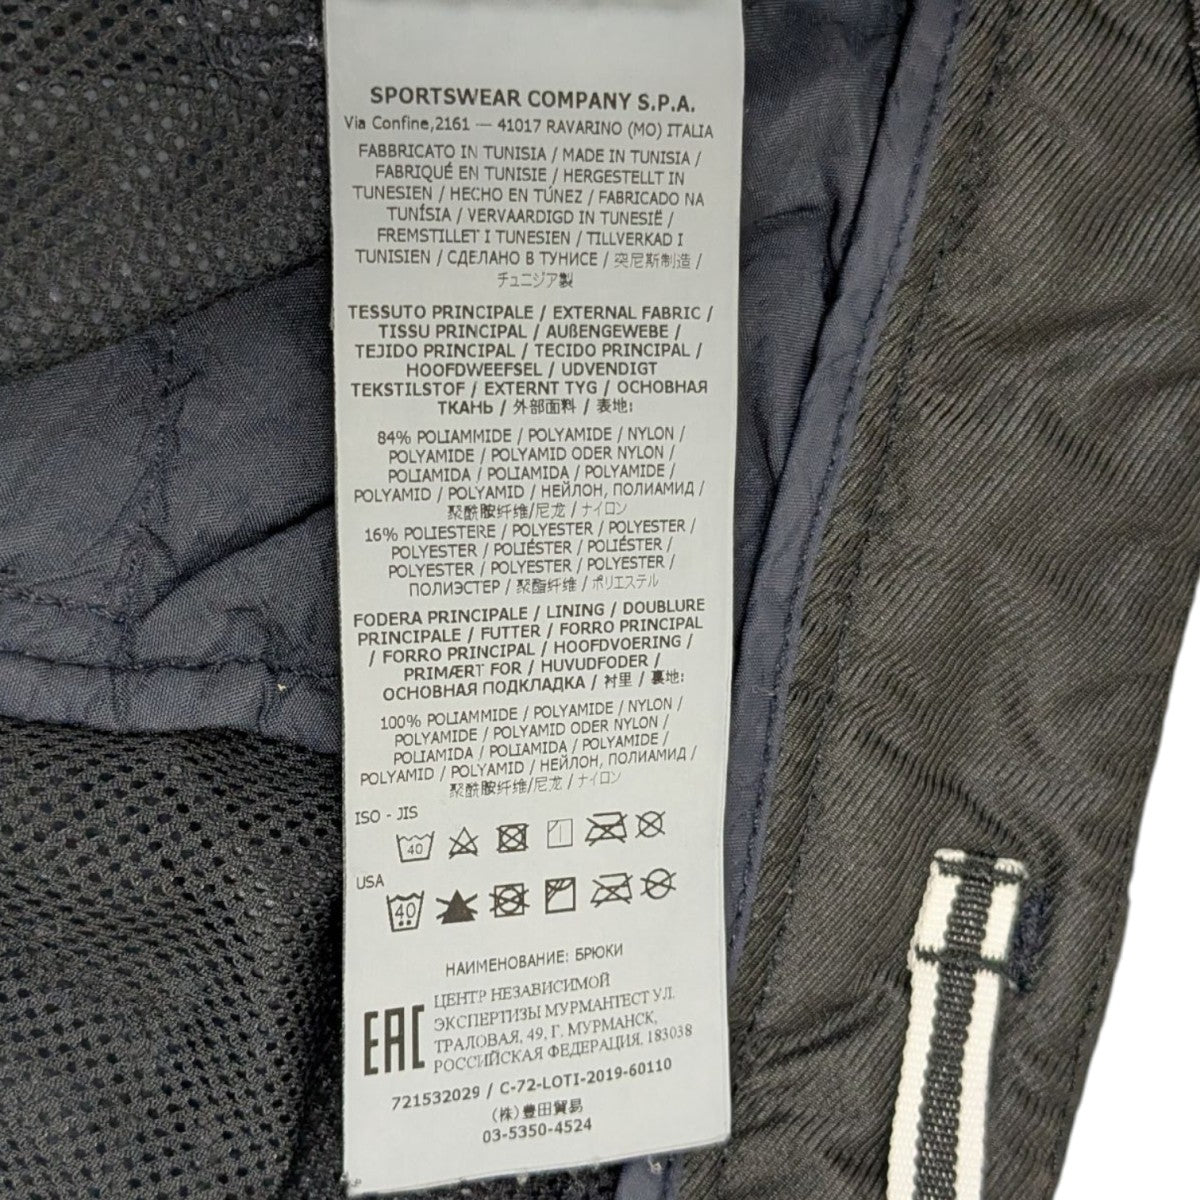 SPORTSWEAR COMPANY S.P.A.
Via Confine,2161 — 41017 RAVARINO (MO) ITALIA
FABBRICATO IN TUNISIA / MADE IN TUNISIA /
FABRIQUÉ EN TUNISIE / HERGESTELLT IN
TUNESIEN / HECHO EN TÚNEZ / FABRICADO NA
TUNÍSIA / VERVAARDIGD IN TUNESIË /
FREMSTILLET I TUNESIEN / TILLVERKAD I
TUNISIEN / СДЕЛАНО В ТУНИСЕ / 突尼斯制造 /
チュニジア製
TESSUTO PRINCIPALE / EXTERNAL FABRIC /
TISSU PRINCIPAL / AUßENGEWEBE /
TEJIDO PRINCIPAL / TECIDO PRINCIPAL /
HOOFDWEEFSEL / UDVENDIGT
TEKSTILSTOF / EXTERNT TYG / ОСНОВНАЯ
ТКАНЬ / 外部面料 / 表地:
84% POLIAMMIDE / POLYAMIDE / NYLON /
POLYAMIDE / POLYAMID ODER NYLON /
POLIAMIDA / POLIAMIDA / POLYAMIDE /
POLYAMID / POLYAMID / НЕЙЛОН, ПОЛИАМИД /
聚酰胺纤维/尼龙 / ナイロン
16% POLIESTERE / POLYESTER / POLYESTER /
POLYESTER / POLIÉSTER / POLIÉSTER /
POLYESTER / POLYESTER / POLYESTER /
ПОЛИЭСТЕР / 聚酯纤维 / ポリエステル
FODERA PRINCIPALE / LINING / DOUBLURE
PRINCIPALE / FUTTER / FORRO PRINCIPAL
/ FORRO PRINCIPAL / HOOFDVOERING /
PRIMÆRT FOR / HUVUDFODER /
ОСНОВНАЯ ПОДКЛАДКА / 衬里 / 裏地:
100% POLIAMMIDE / POLYAMIDE / NYLON /
POLYAMIDE / POLYAMID ODER NYLON /
POLIAMIDA / POLIAMIDA / POLYAMIDE /
POLYAMID / POLYAMID / НЕЙЛОН, ПОЛИАМИД /
聚酰胺纤维/尼龙 / ナイロン
ISO - JIS
40
USA
40
НАИМЕНОВАНИЕ: БРЮКИ
EAC
ЦЕНТР НЕЗАВИСИМОЙ
ЭКСПЕРТИЗЫ МУРМАНТЕСТ УЛ.
ТРАЛОВАЯ, 49, Г. МУРМАНСК,
РОССИЙСКАЯ ФЕДЕРАЦИЯ, 183038
721532029 / C-72-LOTI-2019-60110
(株)豊田貿易
03-5350-4524